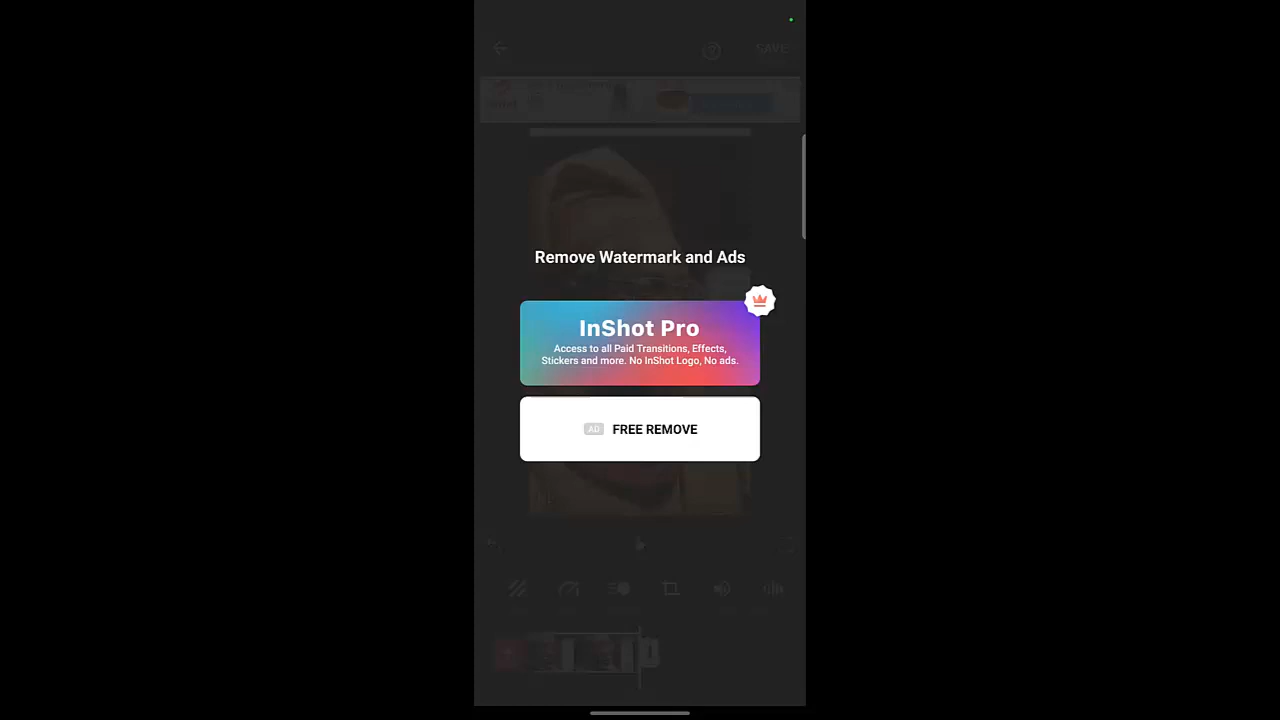 SAVE
Remove Watermark and Ads
InShot Pro
Access to all Paid Transitions, Effects,
Stickers and more. No InShot Logo, No ads.
AD FREE REMOVE